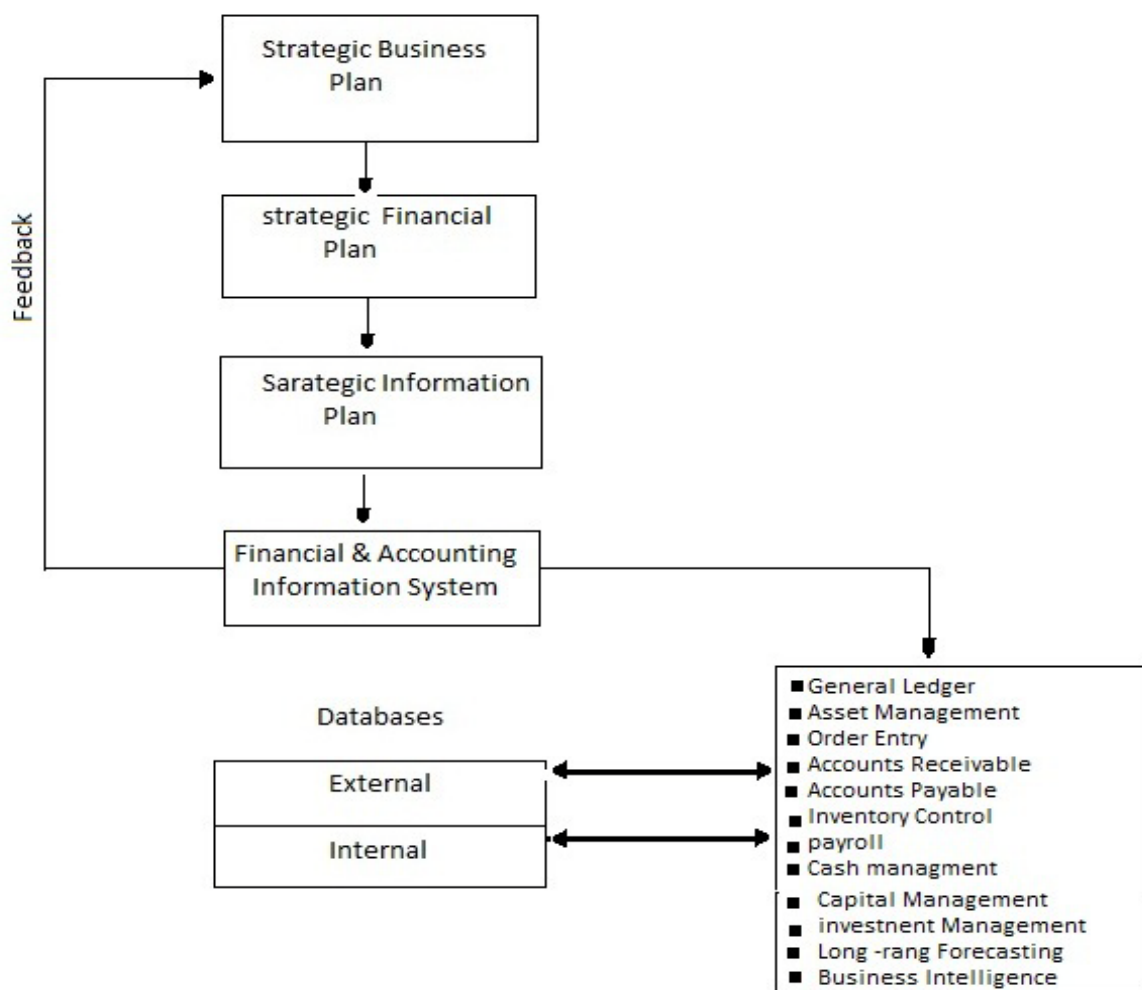 Strategic Business
Plan
strategic Financial
Plan
Feedback
Sarategic Information
Plan
Financial & Accounting
Information System
Databases
External
Internal
General Ledger
Asset Management
Order Entry
Accounts Receivable
Accounts Payable
Inventory Control
payroll
Cash managment
Capital Management
investnent Management
Long -rang Forecasting
Business Intelligence